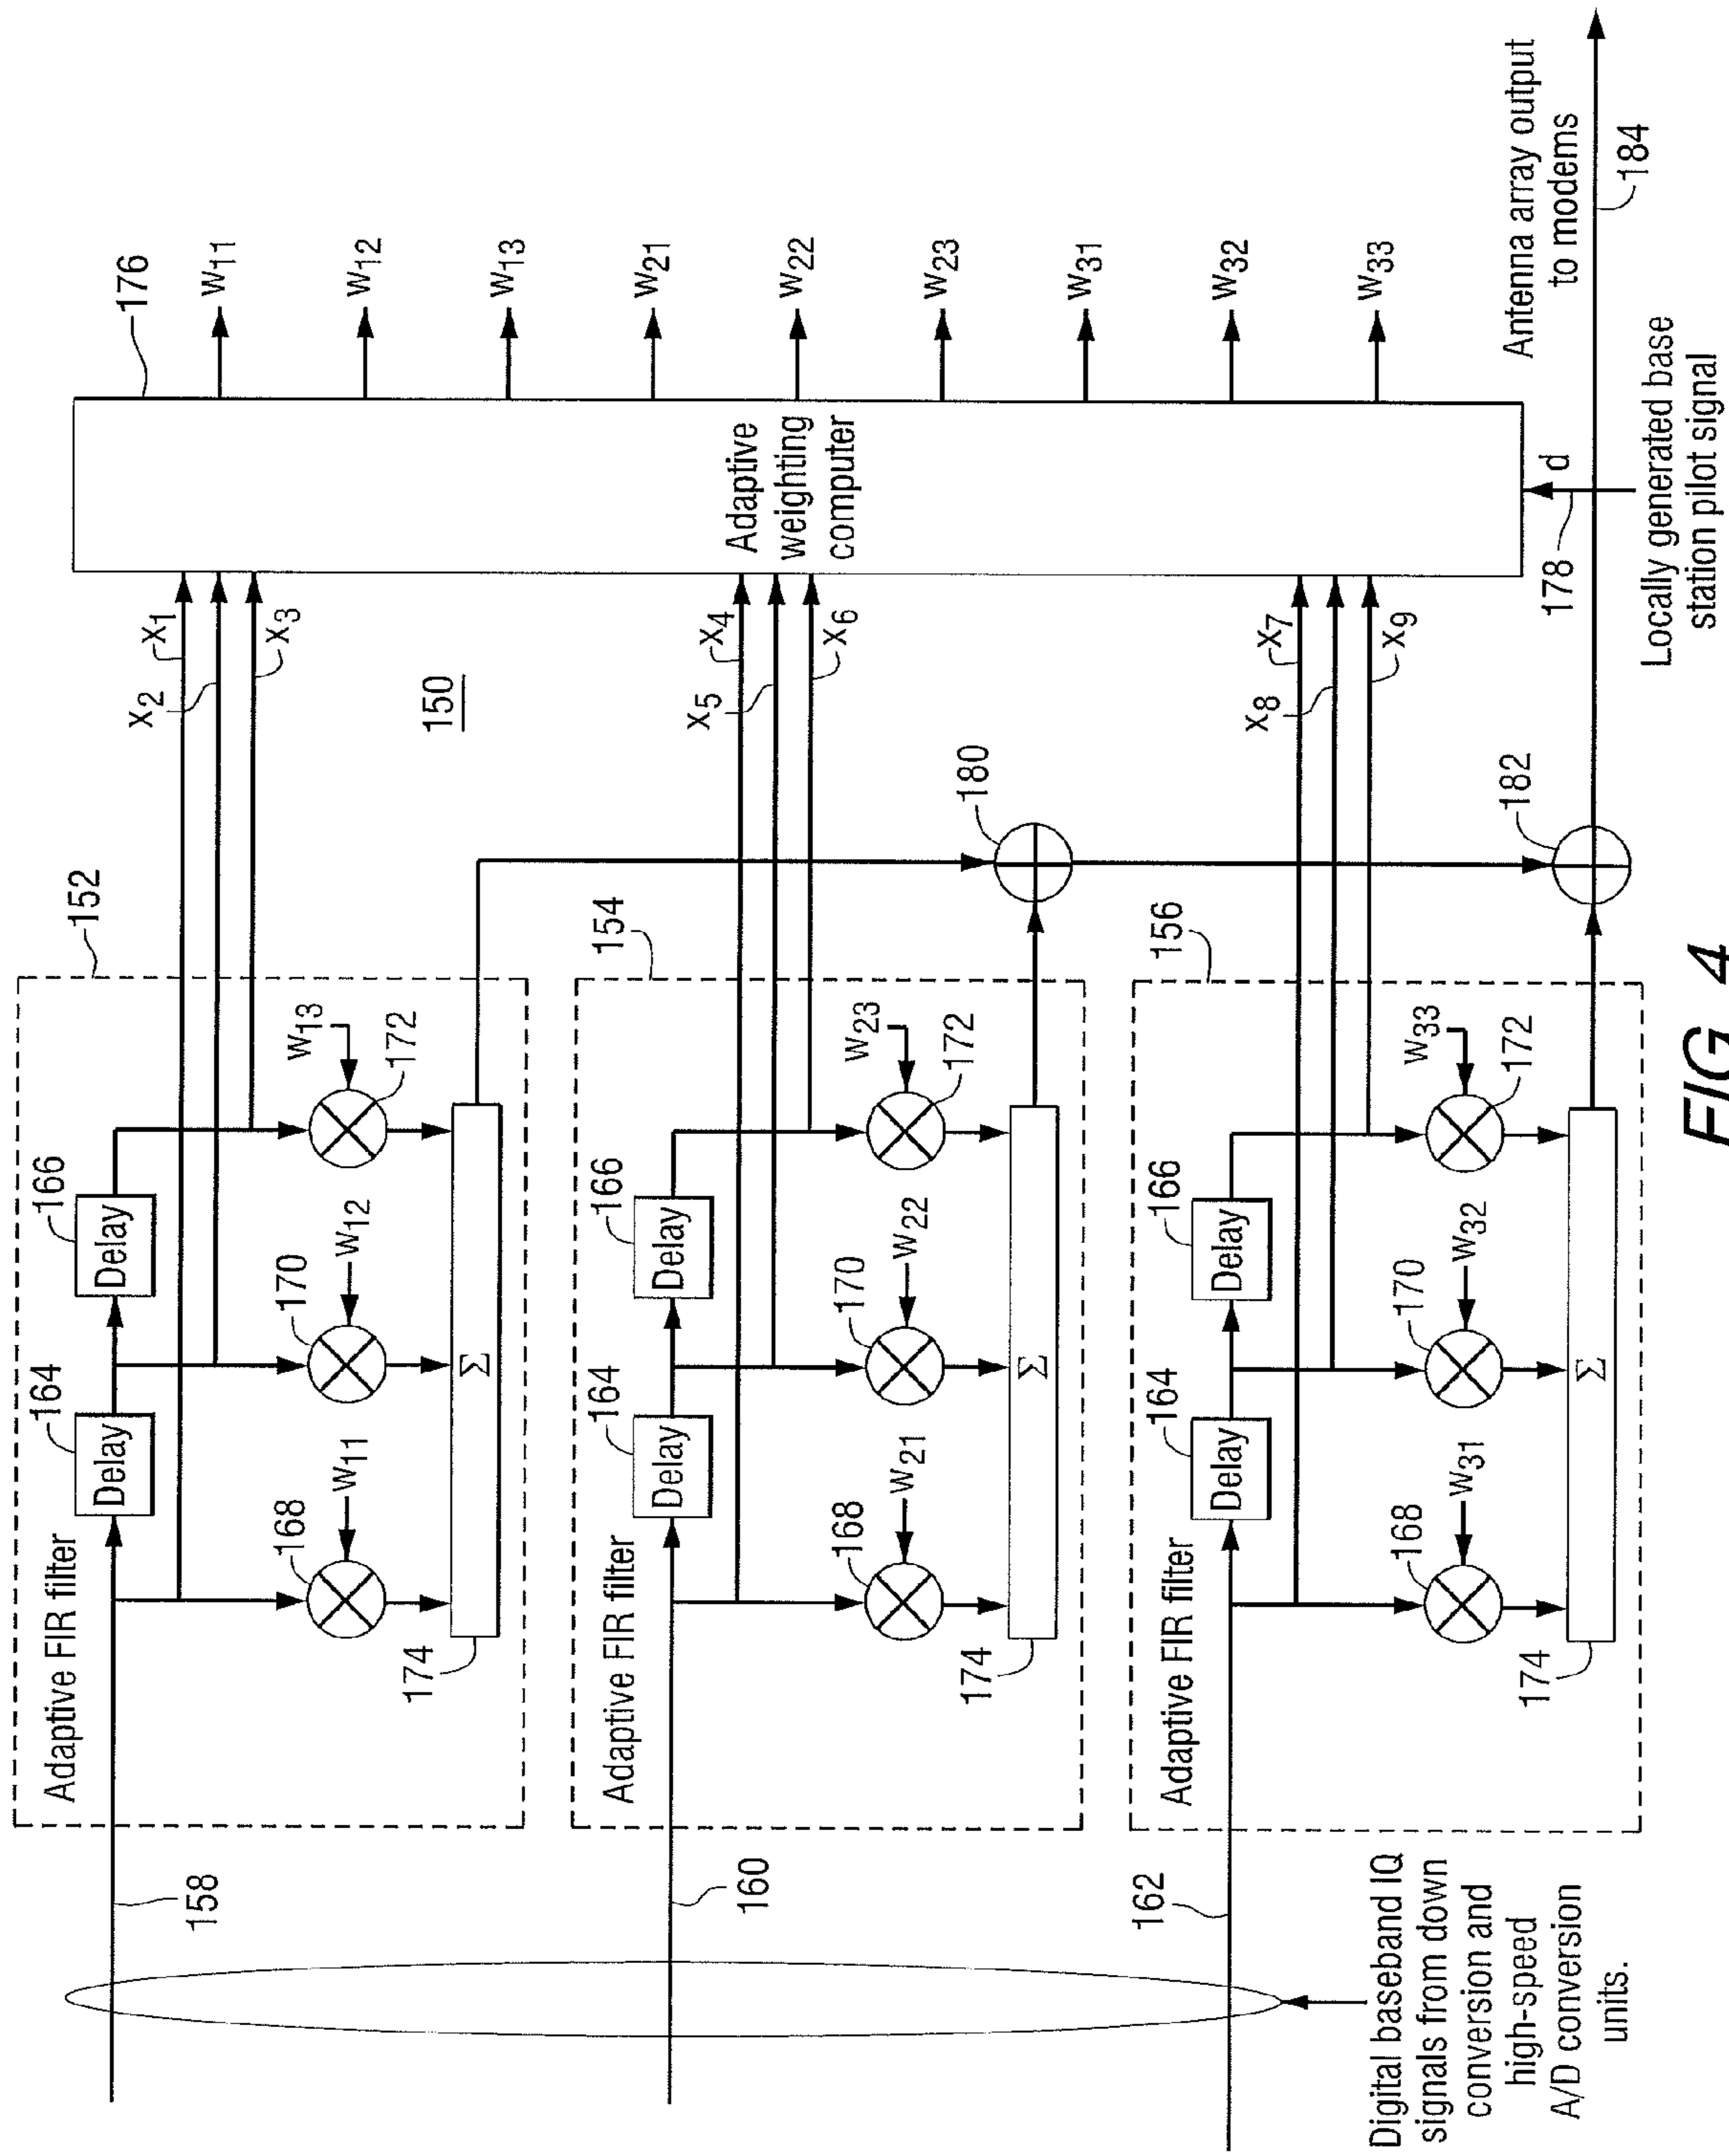 152
Adaptive FIR filter
164
Delay
166
Delay
158
168
W11
170
W12
W13
172
Σ
174
X1
X2
X3
176
W11
W12
W13
W21
W22
W23
W31
W32
W33
Adaptive
weighting
computer
150
154
Adaptive FIR filter
164
Delay
166
Delay
160
168
W21
170
W22
W23
172
Σ
174
X4
X5
X6
180
156
Adaptive FIR filter
164
Delay
166
Delay
162
168
W31
170
W32
W33
172
Σ
174
X7
X8
X9
182
d
178
Antenna array output
to modems
184
Locally generated base
station pilot signal
Digital baseband IQ
signals from down
conversion and
high-speed
A/D conversion
units.
FIG. 4